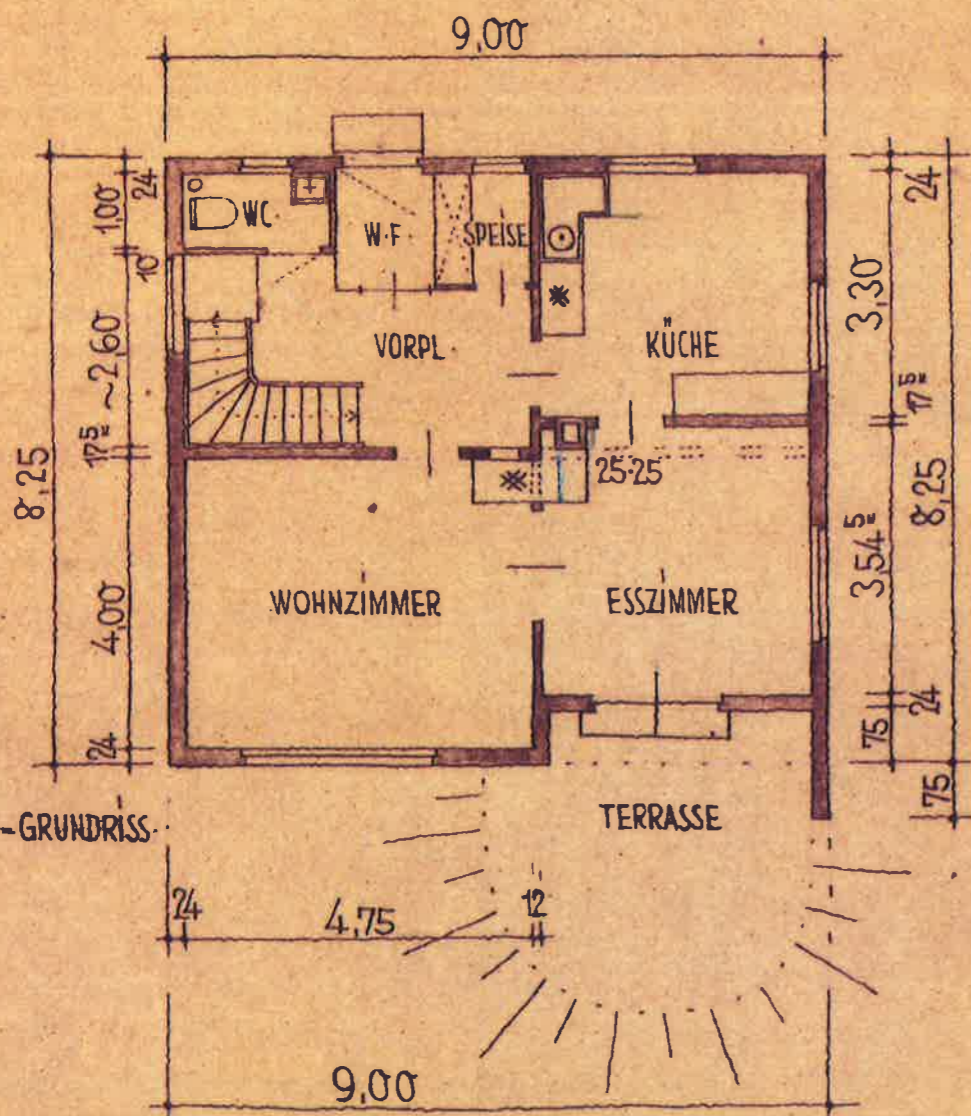 9,00
24
1,00
10
~2,60
17⁵
8,25
4,00
24
WC
W·F
SPEISE
VORPL.
KÜCHE
25·25
WOHNZIMMER
ESSZIMMER
TERRASSE
24
3,30
17⁵
3,54⁵
8,25
24
75
75
-GRUNDRISS
24
4,75
12
9,00